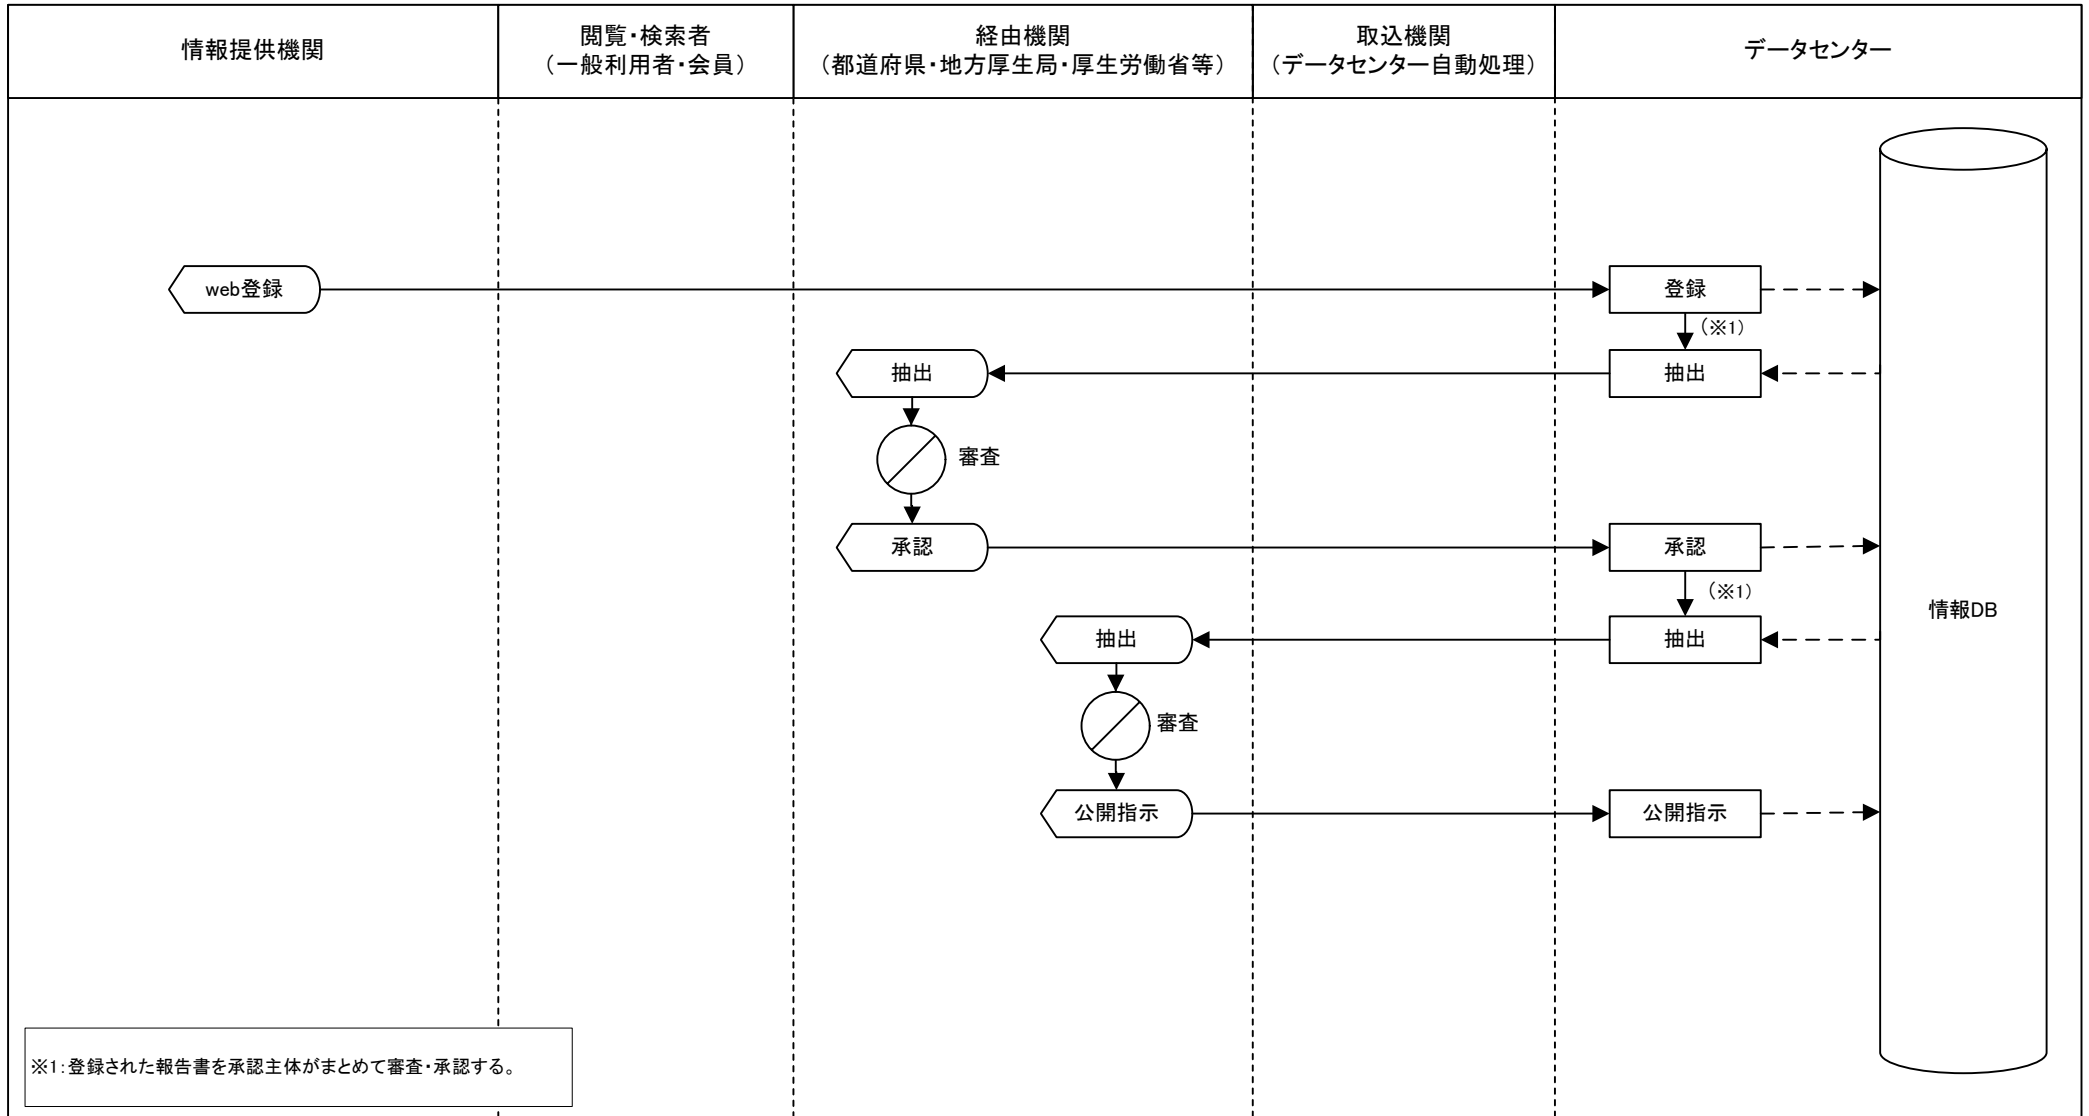 情報提供機関
閲覧・検索者
（一般利用者・会員）
経由機関
（都道府県・地方厚生局・厚生労働省等）
取込機関
（データセンター自動処理）
データセンター
web登録
登録
（※1）
抽出
抽出
審査
承認
承認
（※1）
情報DB
抽出
抽出
審査
公開指示
公開指示
※1：登録された報告書を承認主体がまとめて審査・承認する。